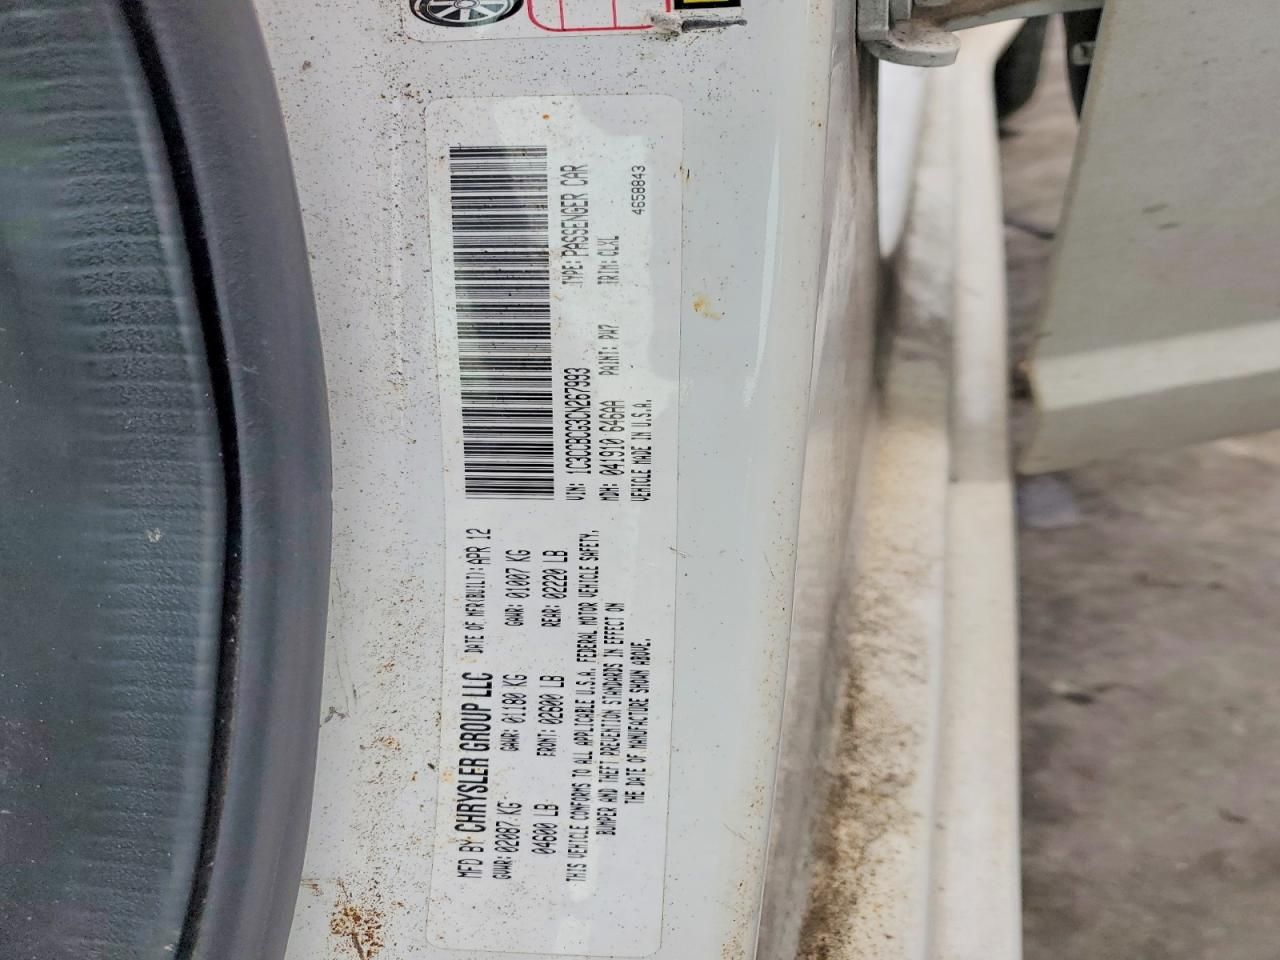 MFD BY CHRYSLER GROUP LLC
DATE OF MFR(BUILT): APR 12
GVWR: 02087 KG
GAWR: 01180 KG
GAWR: 01007 KG
04600 LB
FRONT: 02600 LB
REAR: 02220 LB
THIS VEHICLE CONFORMS TO ALL APPLICABLE U.S.A. FEDERAL MOTOR VEHICLE SAFETY,
BUMPER AND THEFT PREVENTION STANDARDS IN EFFECT ON
THE DATE OF MANUFACTURE SHOWN ABOVE.
VIN: 1C3CCBCG3CN267993
TYPE: PASSENGER CAR
MDH: 041910 646AA
PAINT: PW7
TRIM: CLXL
VEHICLE MADE IN U.S.A.
4658843